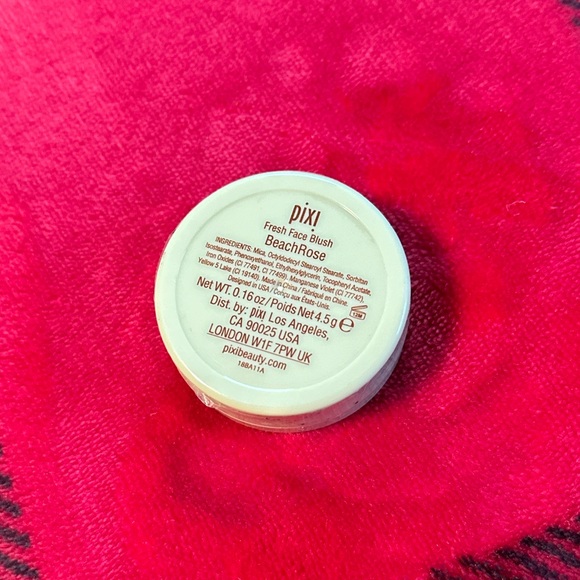 pixi
Fresh Face Blush
BeachRose
INGREDIENTS: Mica, Octyldodecyl Stearoyl Stearate, Sorbitan
Isostearate, Phenoxyethanol, Ethylhexylglycerin, Tocopheryl Acetate,
Iron Oxides (CI 77491, CI 77499), Manganese Violet (CI 77742),
Yellow 5 Lake (CI 19140). Made in China / Fabriqué en Chine.
Designed in USA / Conçu aux États-Unis.
Net WT. 0.16 oz / Poids Net 4.5 g e
12M
Dist. by: pixi Los Angeles,
CA 90025 USA
LONDON W1F 7PW UK
pixibeauty.com
18BA11A